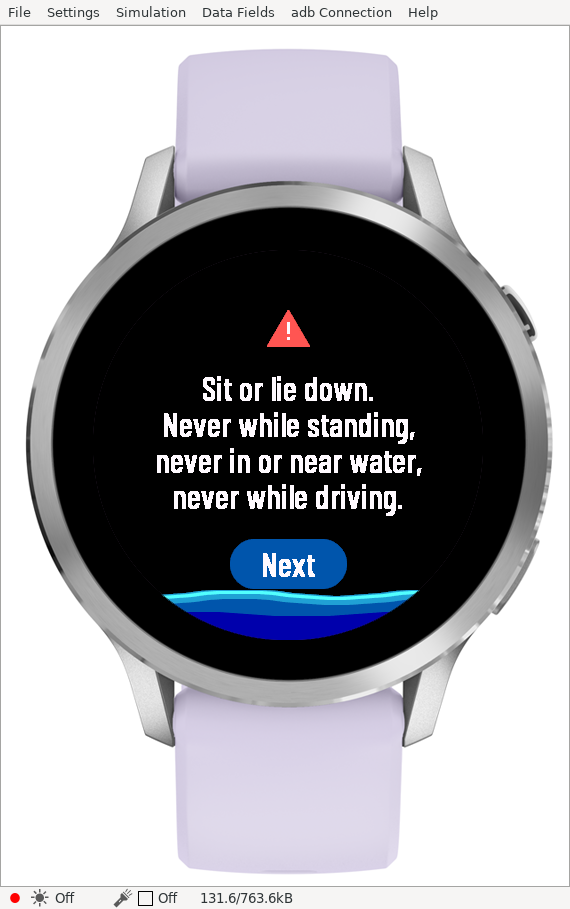 File Settings Simulation Data Fields adb Connection Help
!
Sit or lie down.
Never while standing,
never in or near water,
never while driving.
Next
Off Off 131.6/763.6kB